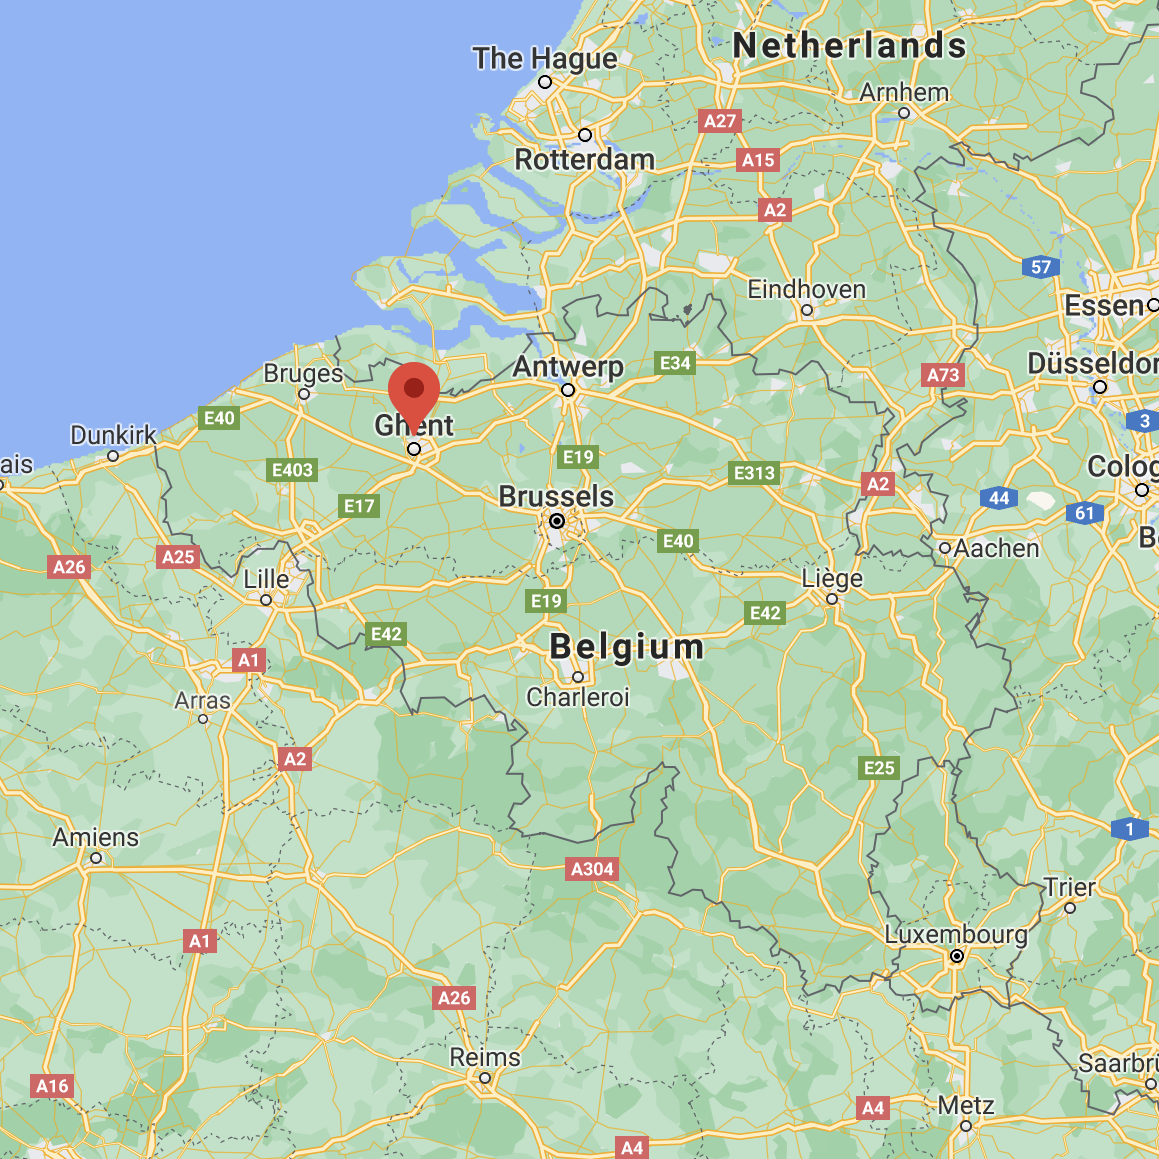 Netherlands
The Hague
Arnhem
A27
Rotterdam
A15
A2
57
Eindhoven
Essen
Antwerp
E34
Düsseldor
Bruges
A73
E40
Ghent
3
Dunkirk
E19
ais
E403
E313
Colog
A2
Brussels
44
E17
61
E40
B
Aachen
A25
A26
Lille
Liège
E19
E42
E42
Belgium
A1
Charleroi
Arras
A2
E25
1
Amiens
A304
Trier
Luxembourg
A1
A26
Reims
Saarbrü
A16
A4
Metz
A4